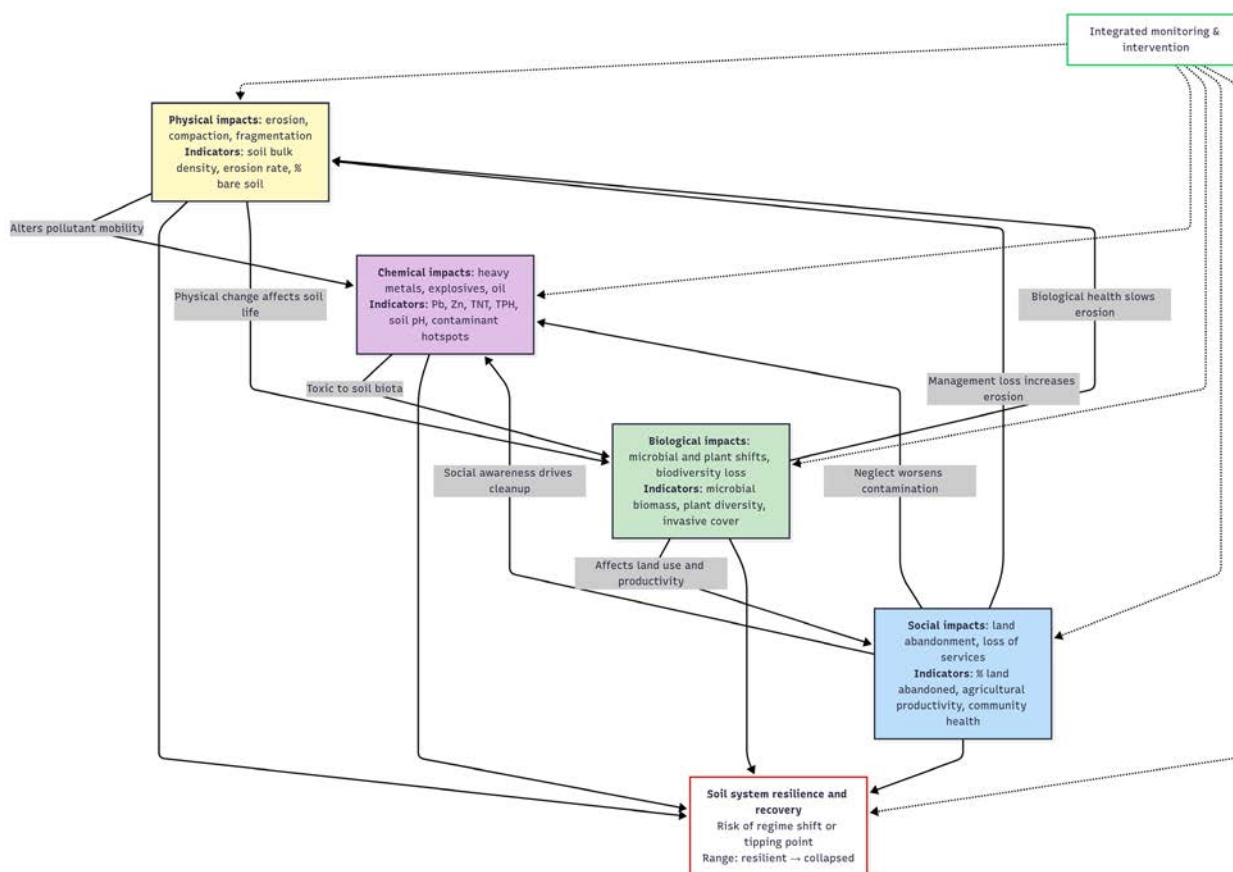 Integrated monitoring &
intervention
Physical impacts: erosion,
compaction, fragmentation
Indicators: soil bulk
density, erosion rate, %
bare soil
Alters pollutant mobility
Chemical impacts: heavy
metals, explosives, oil
Indicators: Pb, Zn, TNT, TPH,
soil pH, contaminant
hotspots
Physical change affects soil
life
Biological health slows
erosion
Toxic to soil biota
Management loss increases
erosion
Biological impacts:
microbial and plant shifts,
biodiversity loss
Indicators: microbial
biomass, plant diversity,
invasive cover
Social awareness drives
cleanup
Neglect worsens
contamination
Affects land use and
productivity
Social impacts: land
abandonment, loss of
services
Indicators: % land
abandoned, agricultural
productivity, community
health
Soil system resilience and
recovery
Risk of regime shift or
tipping point
Range: resilient → collapsed